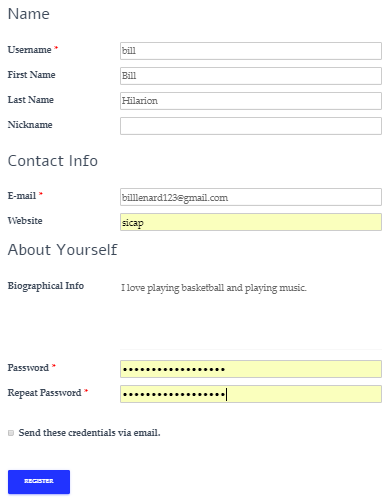 Name
Username * bill
First Name Bill
Last Name Hilarion
Nickname
Contact Info
E-mail * billlenard123@gmail.com
Website sicap
About Yourself
Biographical Info I love playing basketball and playing music.
Password * ••••••••••••••••••
Repeat Password * ••••••••••••••••••
Send these credentials via email.
REGISTER